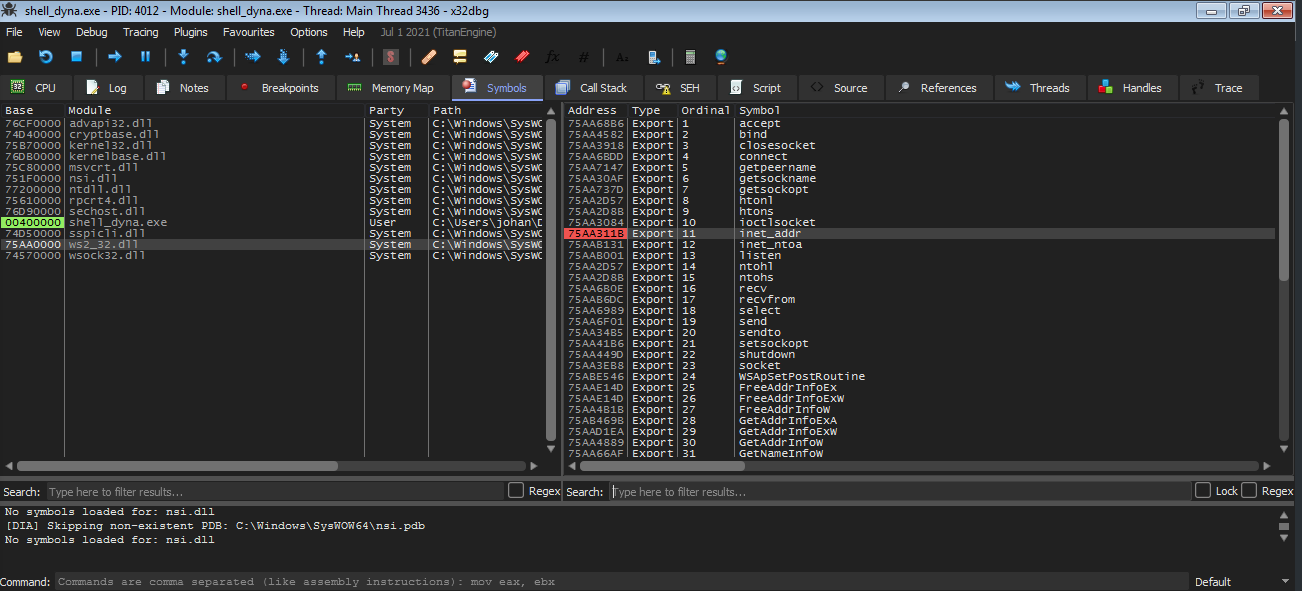 shell_dyna.exe - PID: 4012 - Module: shell_dyna.exe - Thread: Main Thread 3436 - x32dbg
File View Debug Tracing Plugins Favourites Options Help Jul 1 2021 (TitanEngine)
CPU Log Notes Breakpoints Memory Map Symbols Call Stack SEH Script Source References Threads Handles Trace
Base Module Party Path
76CF0000 advapi32.dll System C:\Windows\SysWO
74D40000 cryptbase.dll System C:\Windows\SysWO
75B70000 kernel32.dll System C:\Windows\SysWO
76DB0000 kernelbase.dll System C:\Windows\SysWO
75C80000 msvcrt.dll System C:\Windows\SysWO
751F0000 nsi.dll System C:\Windows\SysWO
77200000 ntdll.dll System C:\Windows\SysWO
75610000 rpcrt4.dll System C:\Windows\SysWO
76D90000 sechost.dll System C:\Windows\SysWO
00400000 shell_dyna.exe User C:\Users\johan\D
74D50000 sspicli.dll System C:\Windows\SysWO
75AA0000 ws2_32.dll System C:\Windows\SysWO
74570000 wsock32.dll System C:\Windows\SysWO
Address Type Ordinal Symbol
75AA68B6 Export 1 accept
75AA4582 Export 2 bind
75AA3918 Export 3 closesocket
75AA6BDD Export 4 connect
75AA7147 Export 5 getpeername
75AA30AF Export 6 getsockname
75AA737D Export 7 getsockopt
75AA2D57 Export 8 htonl
75AA2D8B Export 9 htons
75AA3084 Export 10 ioctlsocket
75AA311B Export 11 inet_addr
75AAB131 Export 12 inet_ntoa
75AAB001 Export 13 listen
75AA2D57 Export 14 ntohl
75AA2D8B Export 15 ntohs
75AA6B0E Export 16 recv
75AAB6DC Export 17 recvfrom
75AA6989 Export 18 select
75AA6F01 Export 19 send
75AA34B5 Export 20 sendto
75AA41B6 Export 21 setsockopt
75AA449D Export 22 shutdown
75AA3EB8 Export 23 socket
75ABE546 Export 24 WSApSetPostRoutine
75AAE14D Export 25 FreeAddrInfoEx
75AAE14D Export 26 FreeAddrInfoExW
75AA4B1B Export 27 FreeAddrInfoW
75AB469B Export 28 GetAddrInfoExA
75AAD1EA Export 29 GetAddrInfoExW
75AA4889 Export 30 GetAddrInfoW
75AA66AF Export 31 GetNameInfoW
Search: Type here to filter results... Regex
Search: Type here to filter results... Lock Regex
No symbols loaded for: nsi.dll
[DIA] Skipping non-existent PDB: C:\Windows\SysWOW64\nsi.pdb
No symbols loaded for: nsi.dll
Command: Commands are comma separated (like assembly instructions): mov eax, ebx Default